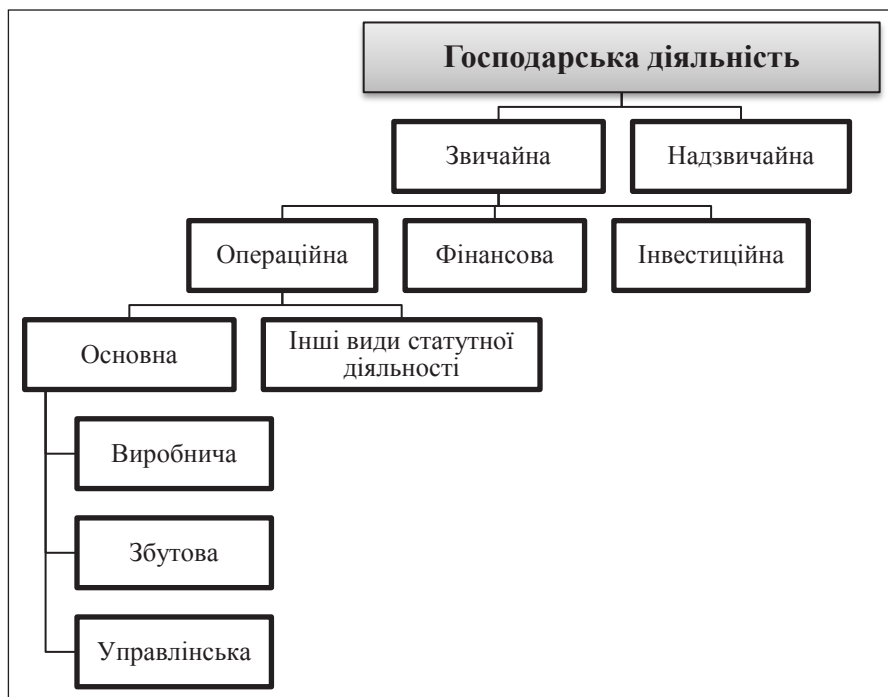 Господарська діяльність
Звичайна
Надзвичайна
Операційна
Фінансова
Інвестиційна
Основна
Інші види статутної
діяльності
Виробнича
Збутова
Управлінська